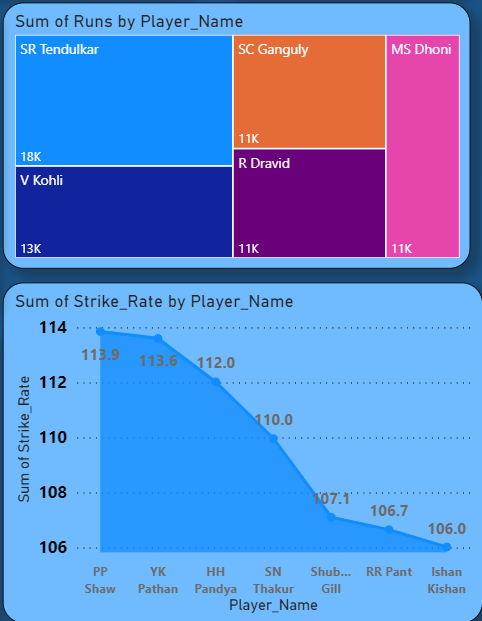 Sum of Runs by Player_Name
SR Tendulkar
18K
V Kohli
13K
SC Ganguly
11K
R Dravid
11K
MS Dhoni
11K
Sum of Strike_Rate by Player_Name
Sum of Strike_Rate
114
112
110
108
106
113.9
113.6
112.0
110.0
107.1
106.7
106.0
PP
Shaw
YK
Pathan
HH
Pandya
SN
Thakur
Shub...
Gill
RR Pant
Ishan
Kishan
Player_Name